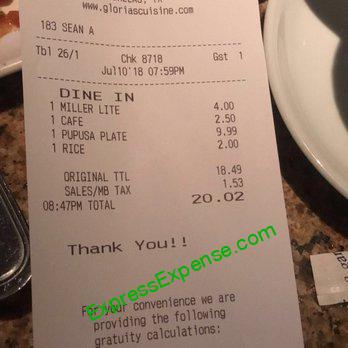 www.gloriascuisine.com
183 SEAN A
Tbl 26/1 Chk 8718 Gst 1
Jul10'18 07:59PM
DINE IN
1 MILLER LITE 4.00
1 CAFE 2.50
1 PUPUSA PLATE 9.99
1 RICE 2.00
ORIGINAL TTL 18.49
SALES/MB TAX 1.53
08:47PM TOTAL 20.02
Thank You!!
ExpressExpense.com
For your convenience we are
providing the following
gratuity calculations: